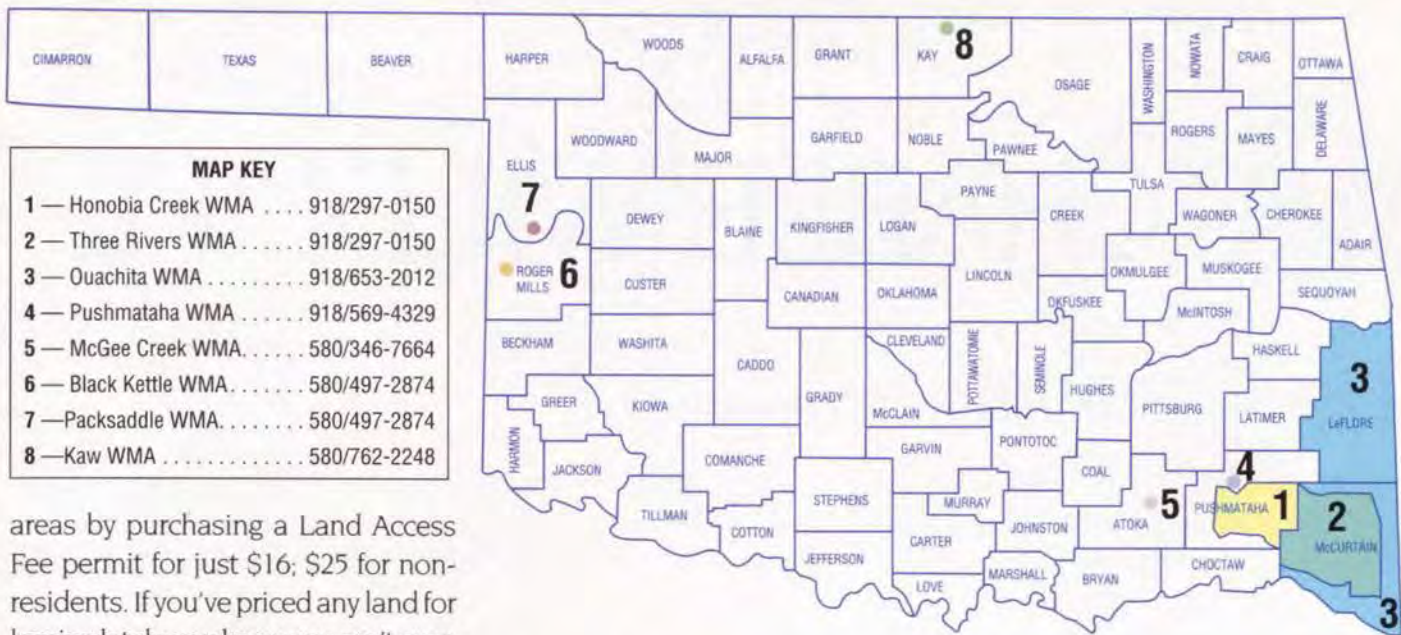 CIMARRON
TEXAS
BEAVER
HARPER
WOODS
ALFALFA
GRANT
KAY
8
OSAGE
WASHINGTON
NOWATA
CRAIG
OTTAWA
WOODWARD
MAJOR
GARFIELD
NOBLE
PAWNEE
ROGERS
MAYES
DELAWARE
ELLIS
7
DEWEY
BLAINE
KINGFISHER
LOGAN
PAYNE
CREEK
TULSA
WAGONER
CHEROKEE
ADAIR
ROGER
MILLS
6
CUSTER
CANADIAN
OKLAHOMA
LINCOLN
OKFUSKEE
OKMULGEE
MUSKOGEE
McINTOSH
SEQUOYAH
BECKHAM
WASHITA
CADDO
GRADY
CLEVELAND
McCLAIN
POTTAWATOMIE
SEMINOLE
HUGHES
PITTSBURG
HASKELL
LATIMER
3
LeFLORE
HARMON
GREER
KIOWA
JACKSON
COMANCHE
TILLMAN
COTTON
STEPHENS
JEFFERSON
GARVIN
MURRAY
CARTER
LOVE
PONTOTOC
COAL
JOHNSTON
MARSHALL
ATOKA
5
BRYAN
4
PUSHMATAHA
1
CHOCTAW
2
McCURTAIN
3
MAP KEY
1 — Honobia Creek WMA .... 918/297-0150
2 — Three Rivers WMA ...... 918/297-0150
3 — Ouachita WMA .......... 918/653-2012
4 — Pushmataha WMA ....... 918/569-4329
5 — McGee Creek WMA...... 580/346-7664
6 — Black Kettle WMA....... 580/497-2874
7 —Packsaddle WMA........ 580/497-2874
8 —Kaw WMA ............. 580/762-2248
areas by purchasing a Land Access
Fee permit for just $16; $25 for non-
residents. If you've priced any land for